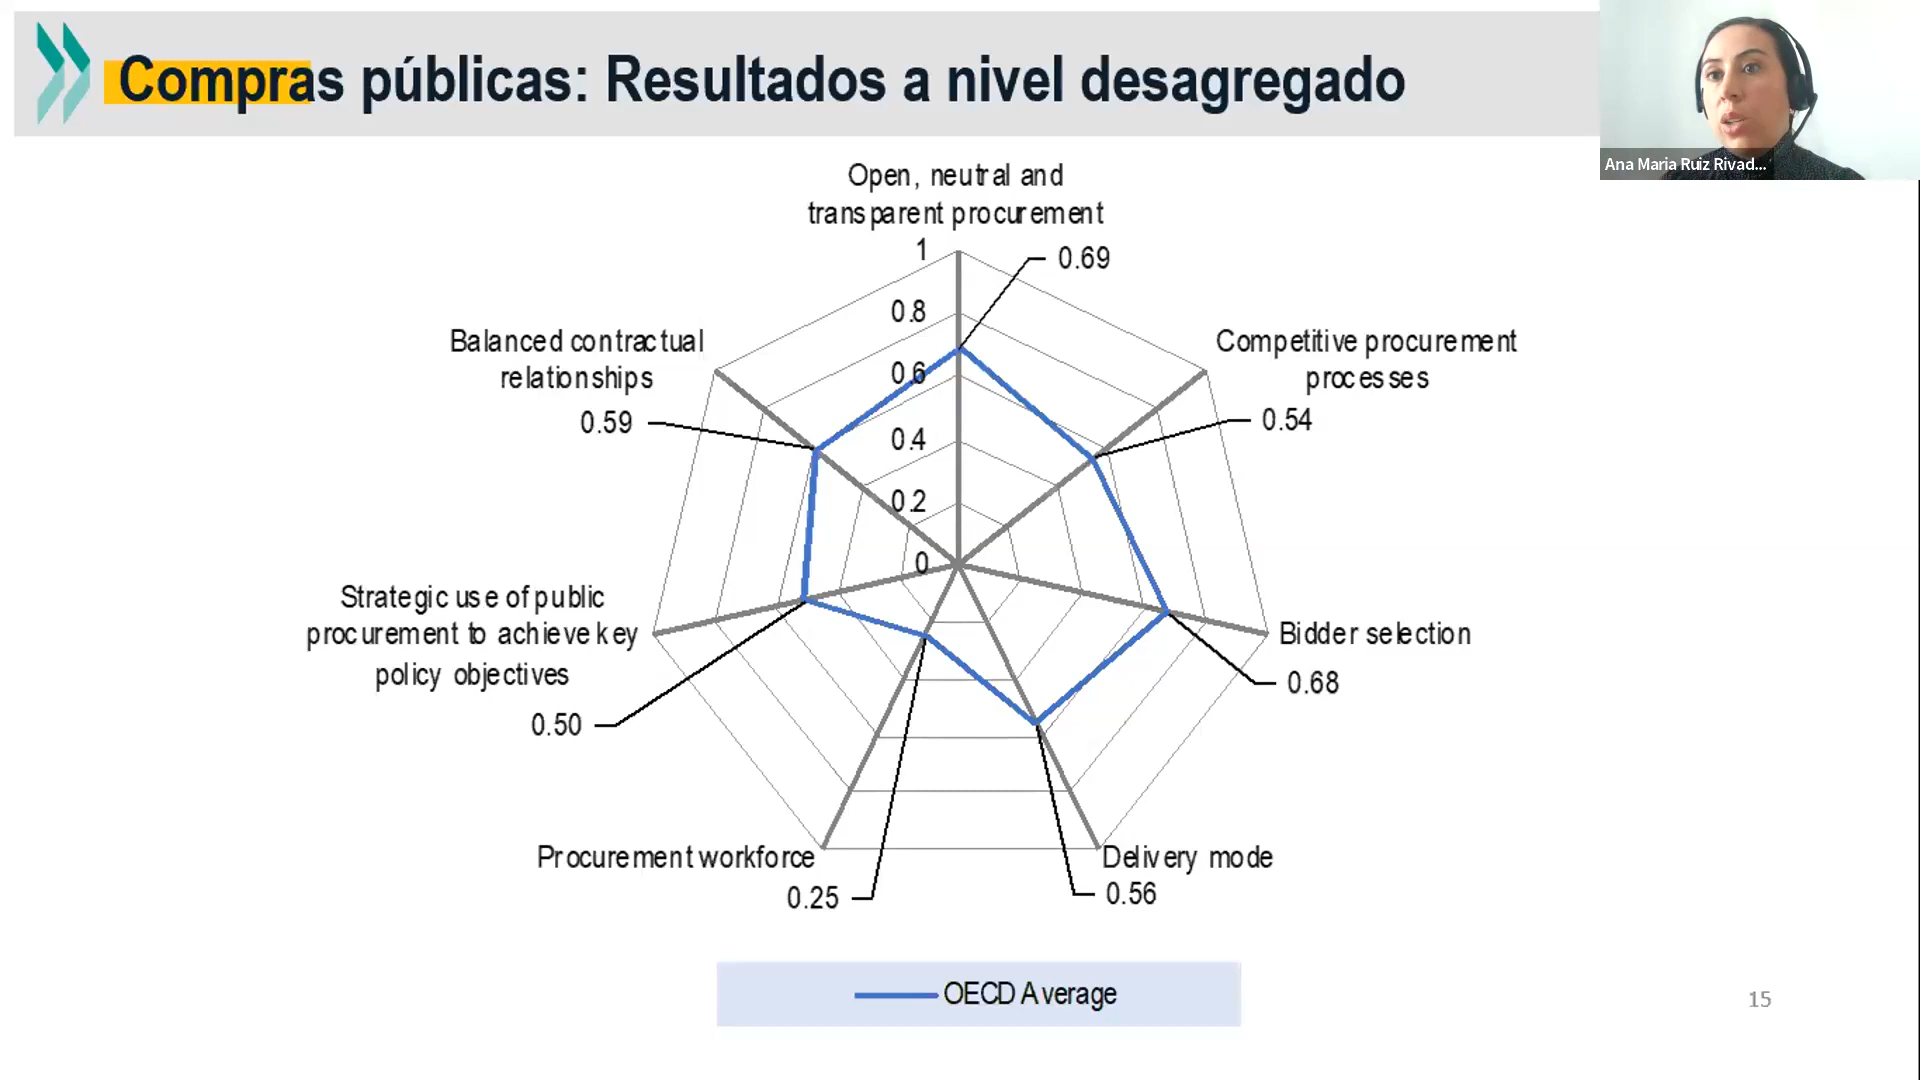 Compras públicas: Resultados a nivel desagregado
Ana Maria Ruiz Rivad...
Open, neutral and
transparent procurement
1
0.69
0.8
Balanced contractual
relationships
Competitive procurement
processes
0.6
0.59
0.54
0.4
0.2
0
Strategic use of public
procurement to achieve key
policy objectives
Bidder selection
0.68
0.50
Procurement workforce
Delivery mode
0.25
0.56
OECD Average
15